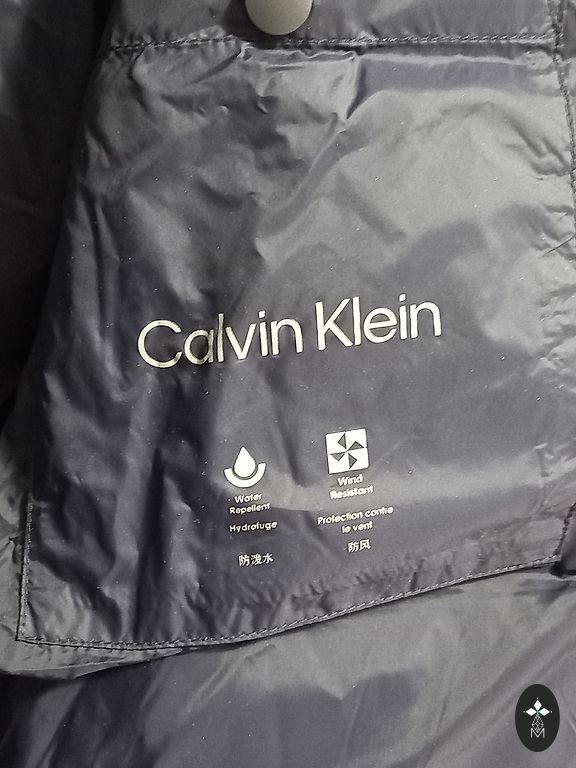 Calvin Klein
Water
Repellent
Hydrofuge
防泼水
Wind
Resistant
Protection contre
le vent
防风
M